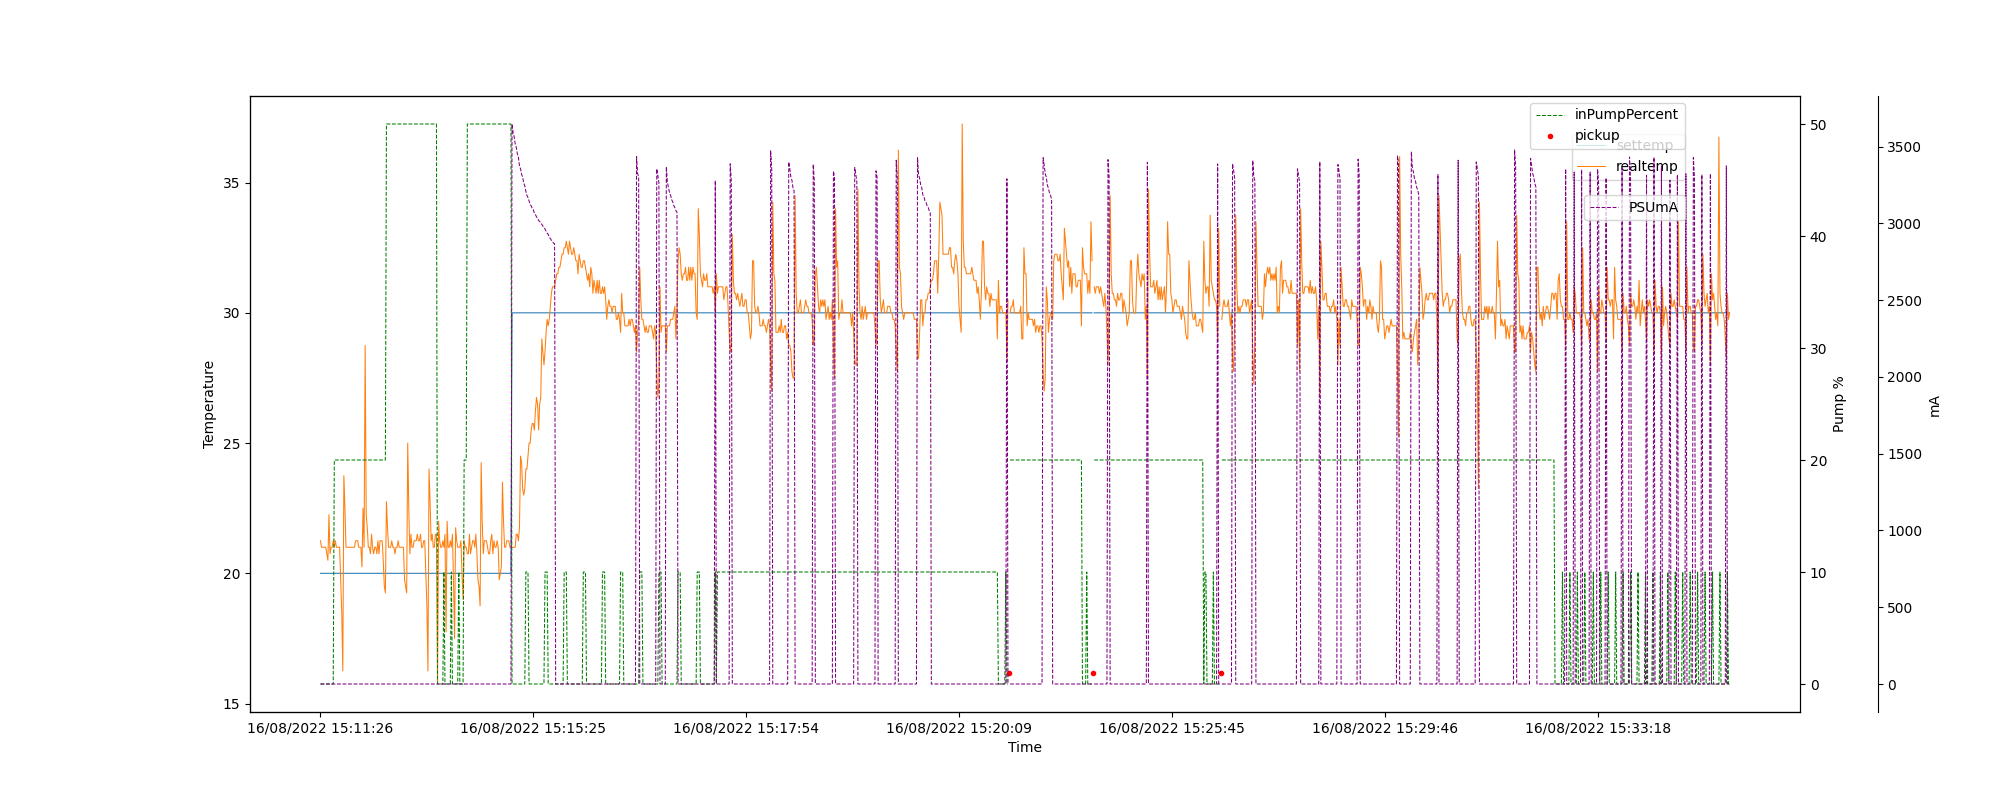 inPumpPercent
pickup
settemp
realtemp
PSUmA
35
30
25
20
15
Temperature
50
40
30
20
10
0
Pump %
3500
3000
2500
2000
1500
1000
500
0
mA
16/08/2022 15:11:26
16/08/2022 15:15:25
16/08/2022 15:17:54
16/08/2022 15:20:09
16/08/2022 15:25:45
16/08/2022 15:29:46
16/08/2022 15:33:18
Time